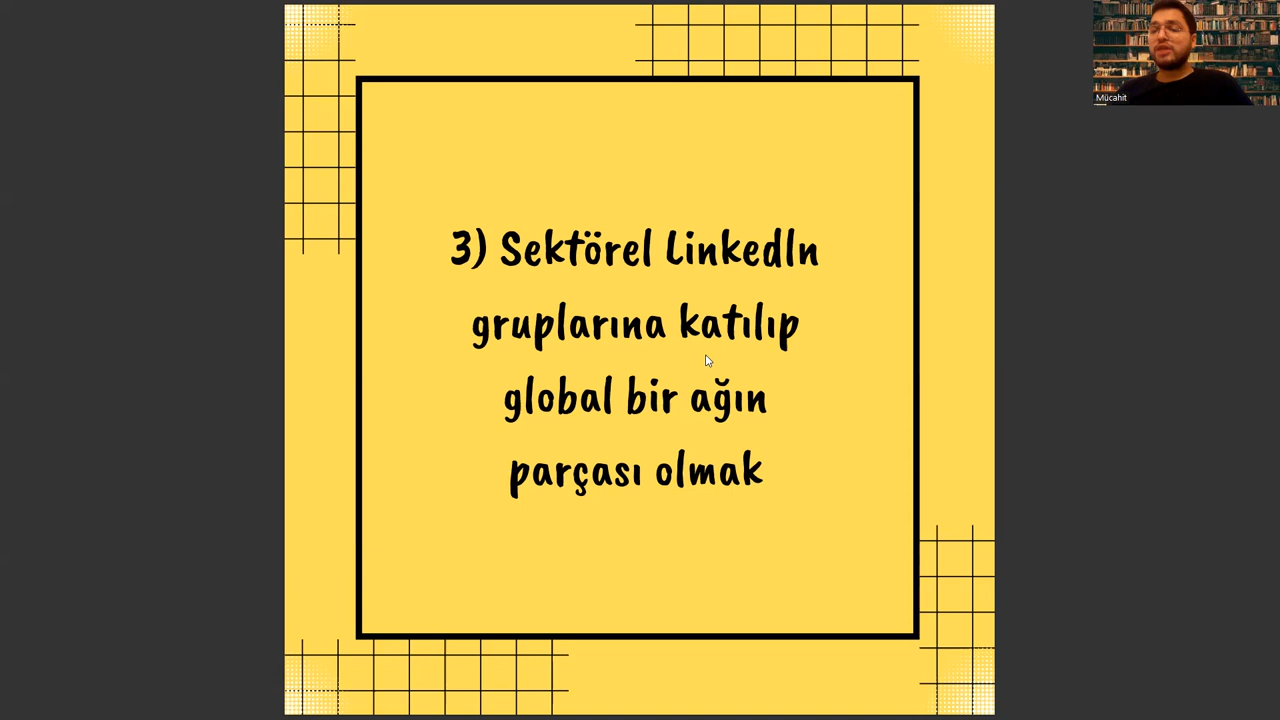 3) Sektörel LinkedIn
gruplarına katılıp
global bir ağın
parçası olmak
Mücahit